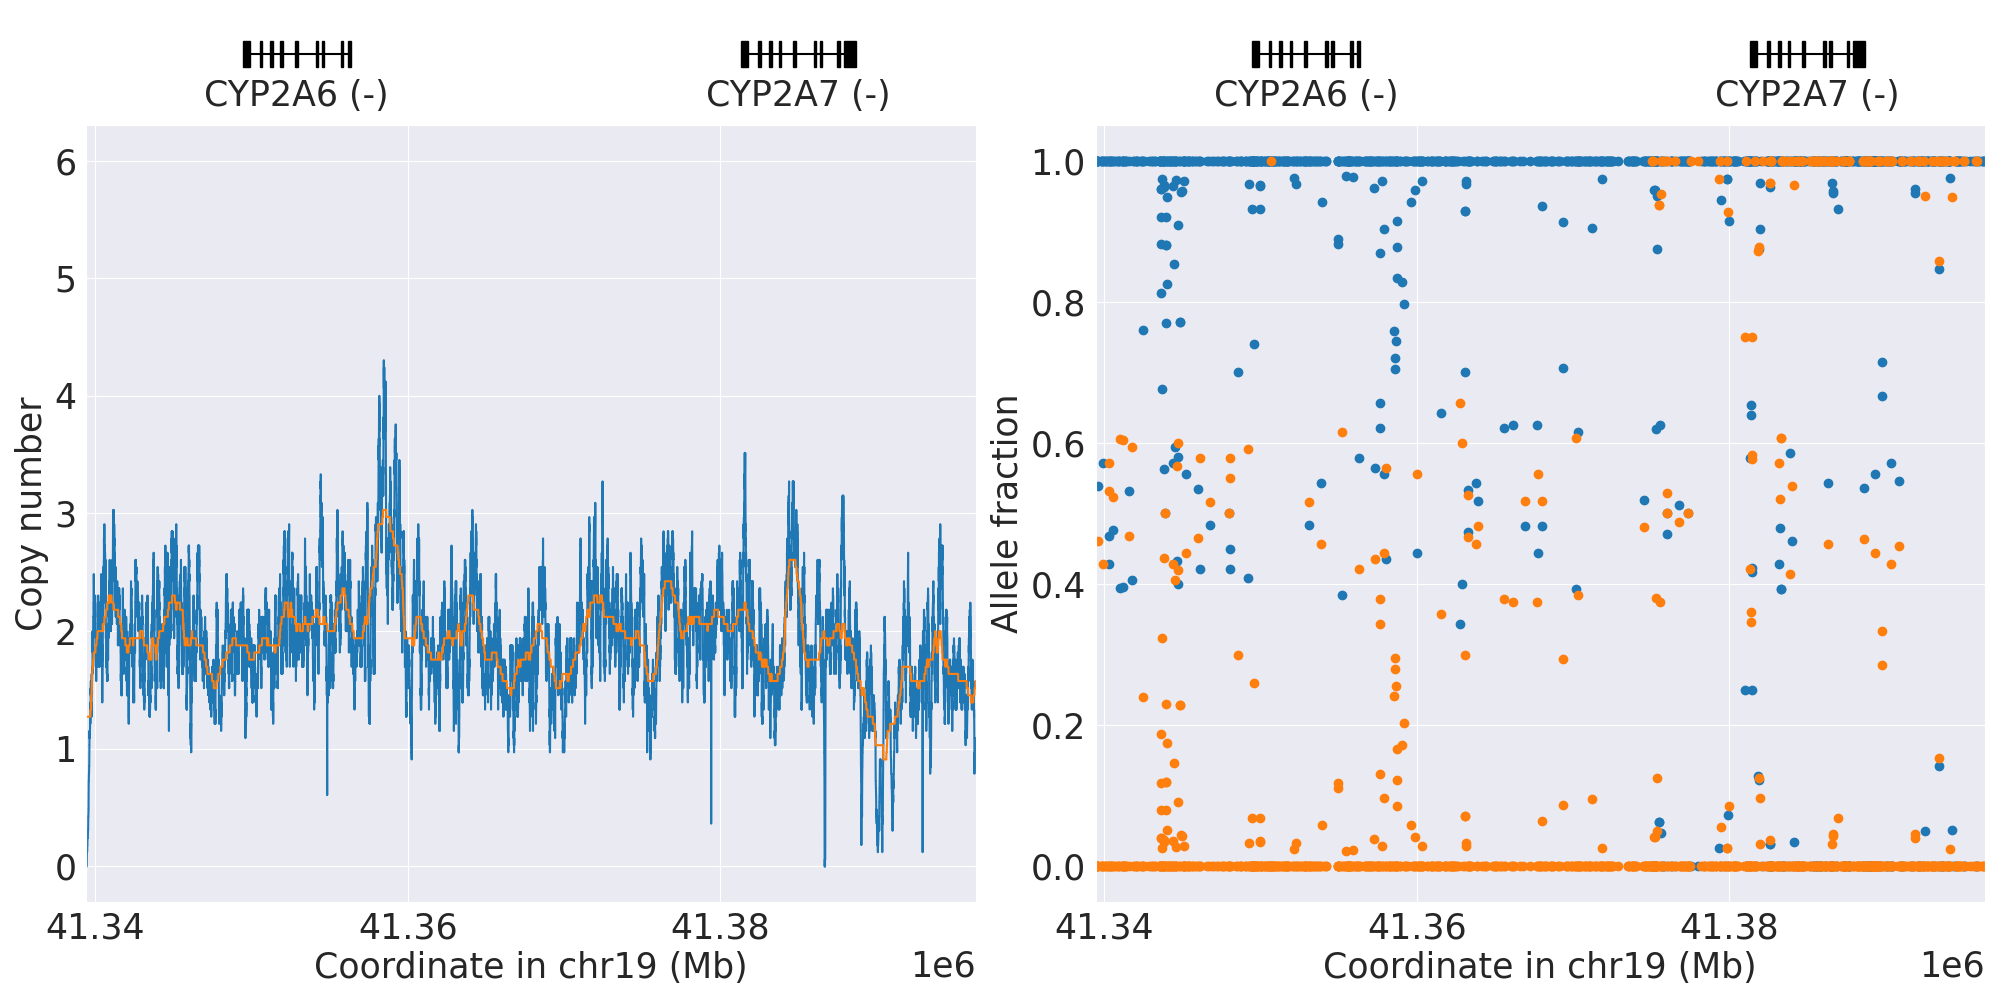 CYP2A6 (-)
CYP2A7 (-)
6
5
4
3
2
1
0
Copy number
41.34
41.36
41.38
Coordinate in chr19 (Mb)
1e6
CYP2A6 (-)
CYP2A7 (-)
1.0
0.8
0.6
0.4
0.2
0.0
Allele fraction
41.34
41.36
41.38
Coordinate in chr19 (Mb)
1e6